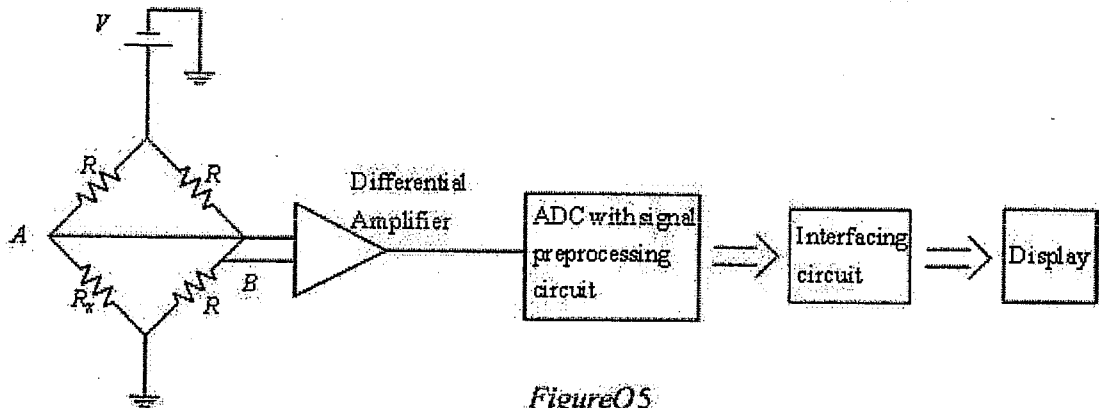 V
R
R
Differential
Amplifier
A
B
R
ADC with signal
preprocessing
circuit
Interfacing
circuit
Display
FigureQ5